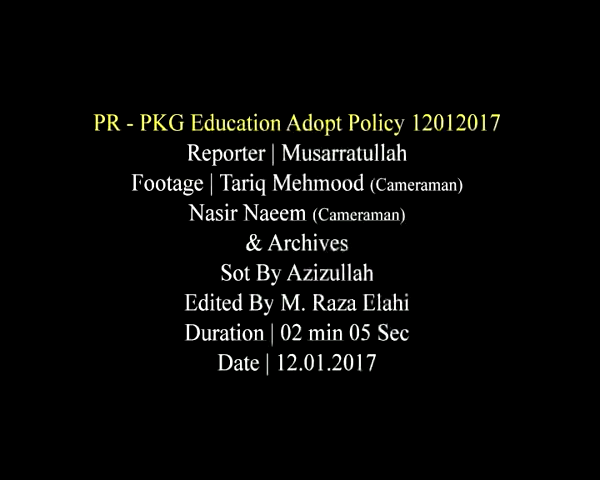 PR - PKG Education Adopt Policy 12012017
Reporter | Musarratullah
Footage | Tariq Mehmood (Cameraman)
Nasir Naeem (Cameraman)
& Archives
Sot By Azizullah
Edited By M. Raza Elahi
Duration | 02 min 05 Sec
Date | 12.01.2017